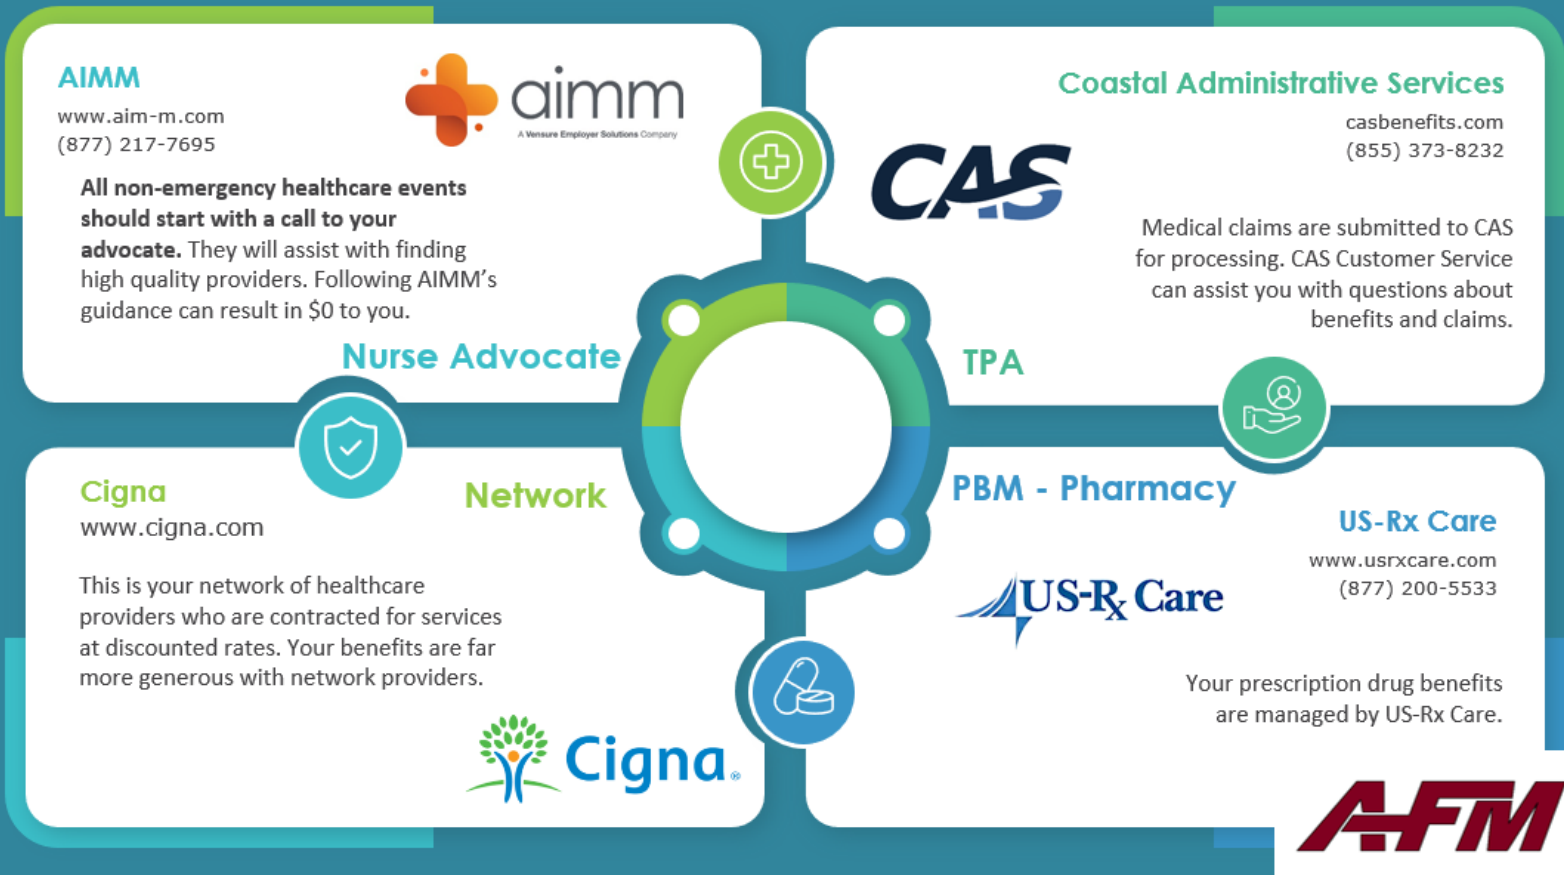 AIMM
www.aim-m.com
(877) 217-7695
aimm
A Vensure Employer Solutions Company
All non-emergency healthcare events
should start with a call to your
advocate. They will assist with finding
high quality providers. Following AIMM's
guidance can result in $0 to you.
Nurse Advocate
Coastal Administrative Services
casbenefits.com
(855) 373-8232
CAS
Medical claims are submitted to CAS
for processing. CAS Customer Service
can assist you with questions about
benefits and claims.
TPA
Cigna
www.cigna.com
Network
This is your network of healthcare
providers who are contracted for services
at discounted rates. Your benefits are far
more generous with network providers.
Cigna®
PBM - Pharmacy
US-Rx Care
www.usrxcare.com
(877) 200-5533
US-Rx Care
Your prescription drug benefits
are managed by US-Rx Care.
AFM